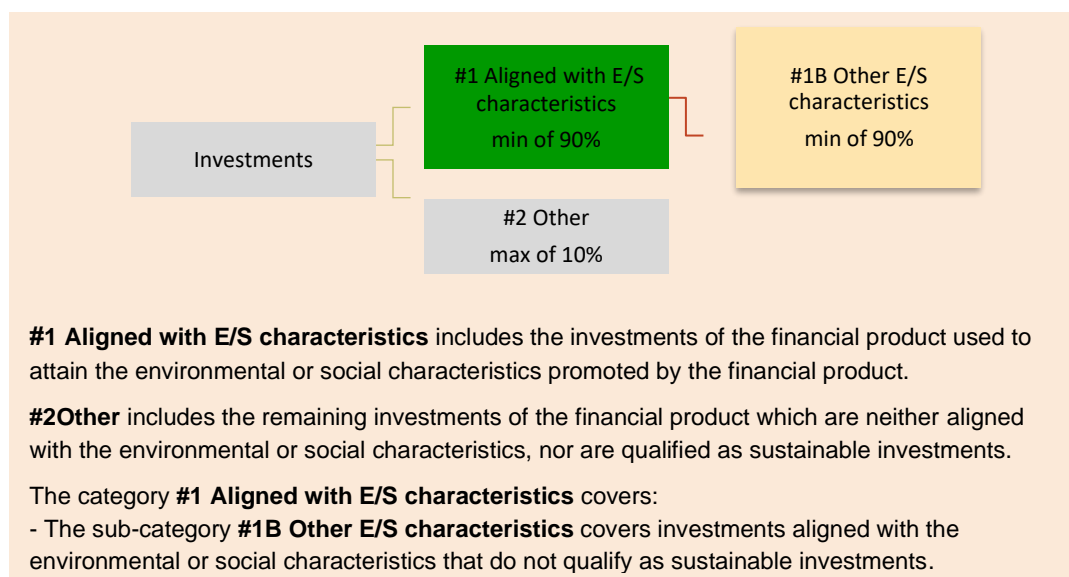 #1 Aligned with E/S
characteristics
min of 90%
#1B Other E/S
characteristics
min of 90%
Investments
#2 Other
max of 10%
#1 Aligned with E/S characteristics includes the investments of the financial product used to
attain the environmental or social characteristics promoted by the financial product.
#2Other includes the remaining investments of the financial product which are neither aligned
with the environmental or social characteristics, nor are qualified as sustainable investments.
The category #1 Aligned with E/S characteristics covers:
- The sub-category #1B Other E/S characteristics covers investments aligned with the
environmental or social characteristics that do not qualify as sustainable investments.